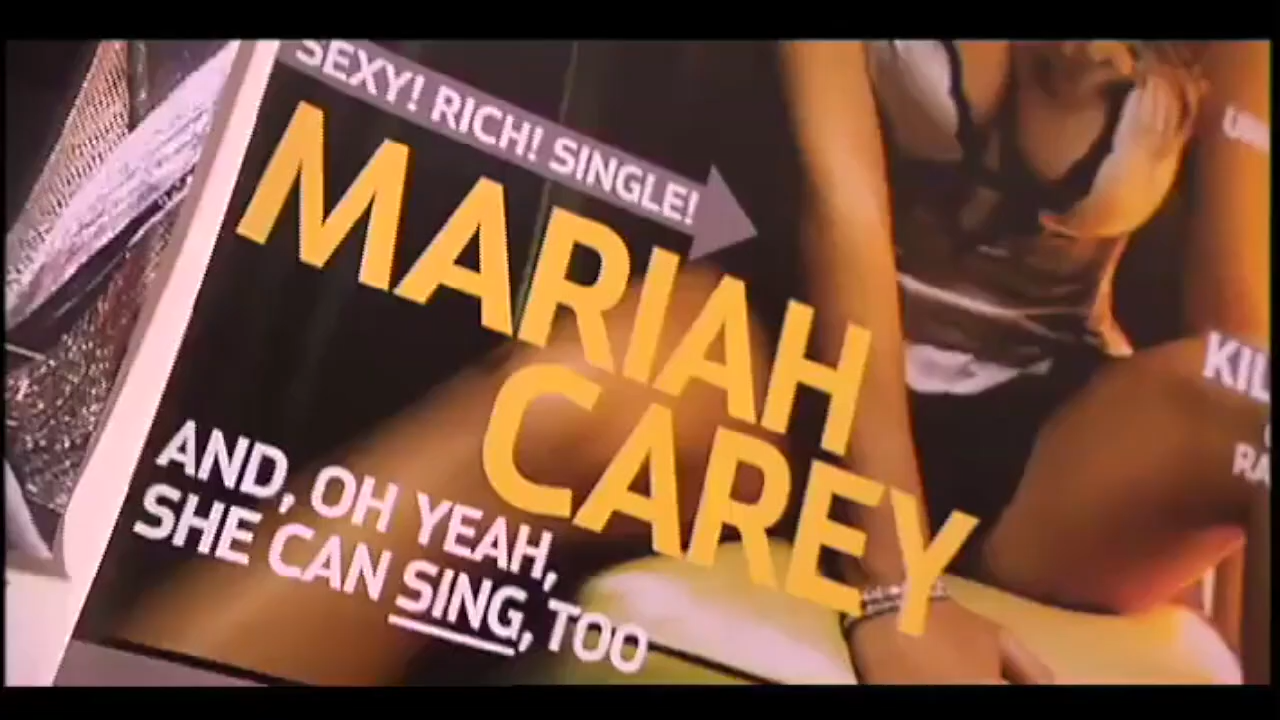 SEXY! RICH! SINGLE!
MARIAH
CAREY
AND, OH YEAH,
SHE CAN SING, TOO